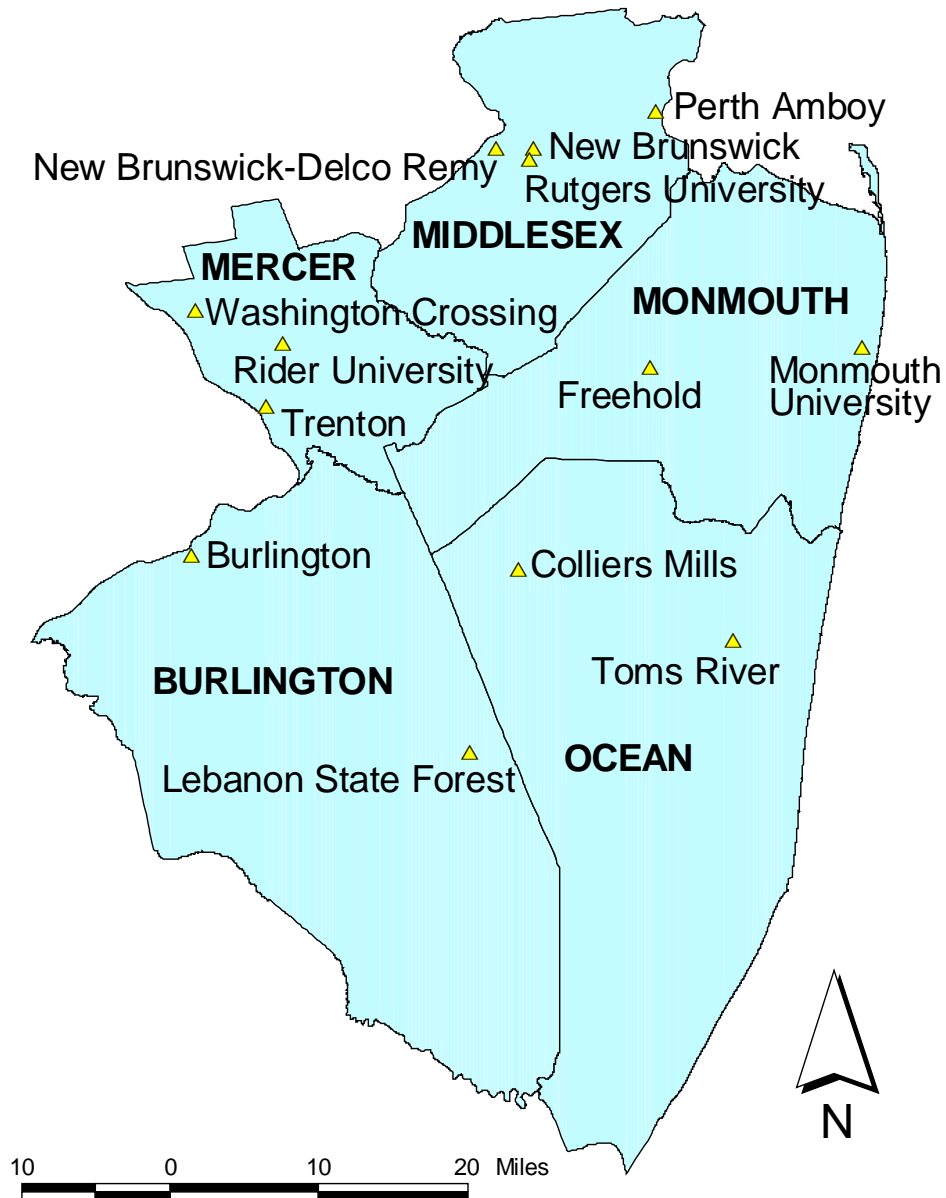 Perth Amboy
New Brunswick
New Brunswick-Delco Remy
Rutgers University
MIDDLESEX
MERCER
MONMOUTH
Washington Crossing
Rider University
Monmouth
University
Freehold
Trenton
Burlington
Colliers Mills
Toms River
BURLINGTON
OCEAN
Lebanon State Forest
N
10 0 10 20 Miles